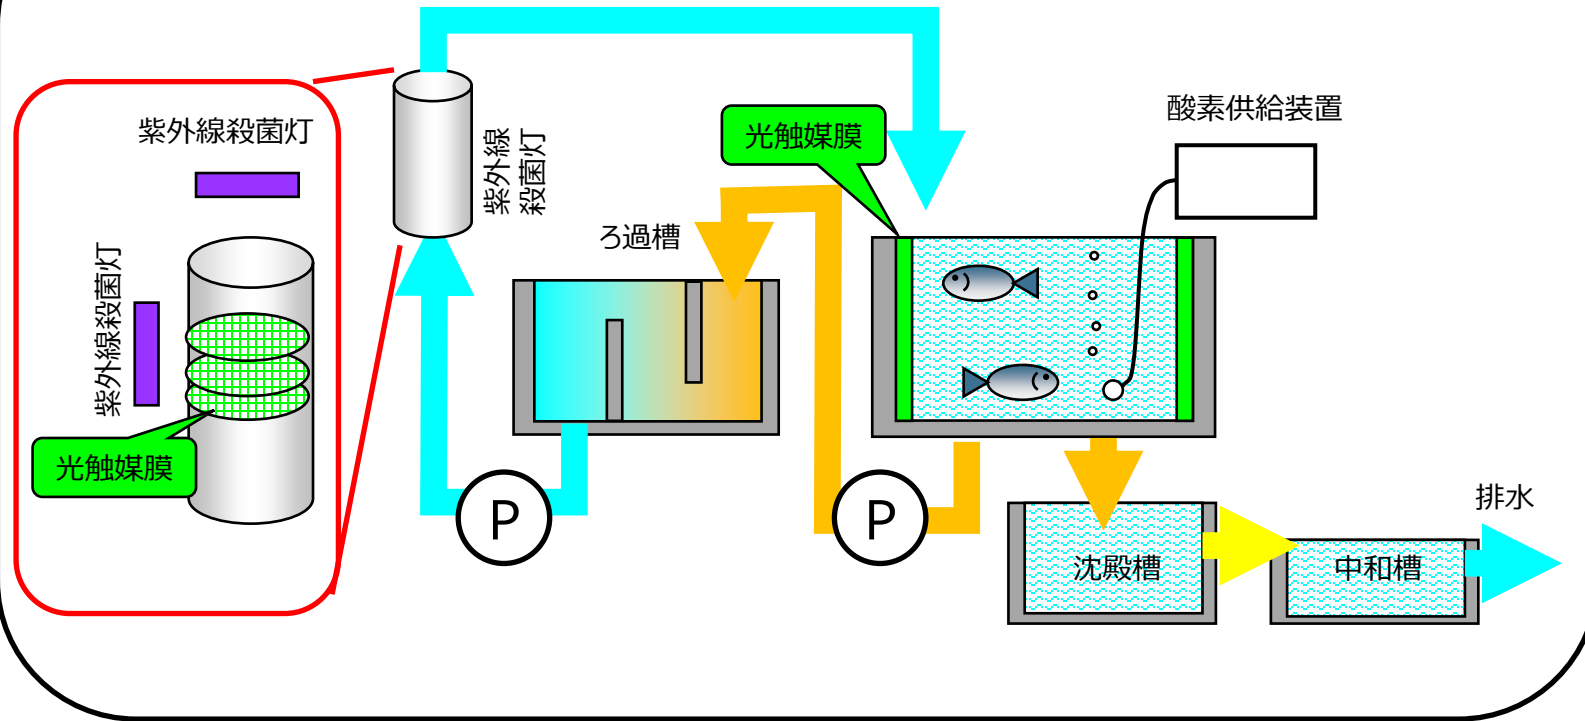 紫外線殺菌灯
紫外線殺菌灯
光触媒膜
紫外線
殺菌灯
ろ過槽
光触媒膜
酸素供給装置
P
P
沈殿槽
中和槽
排水